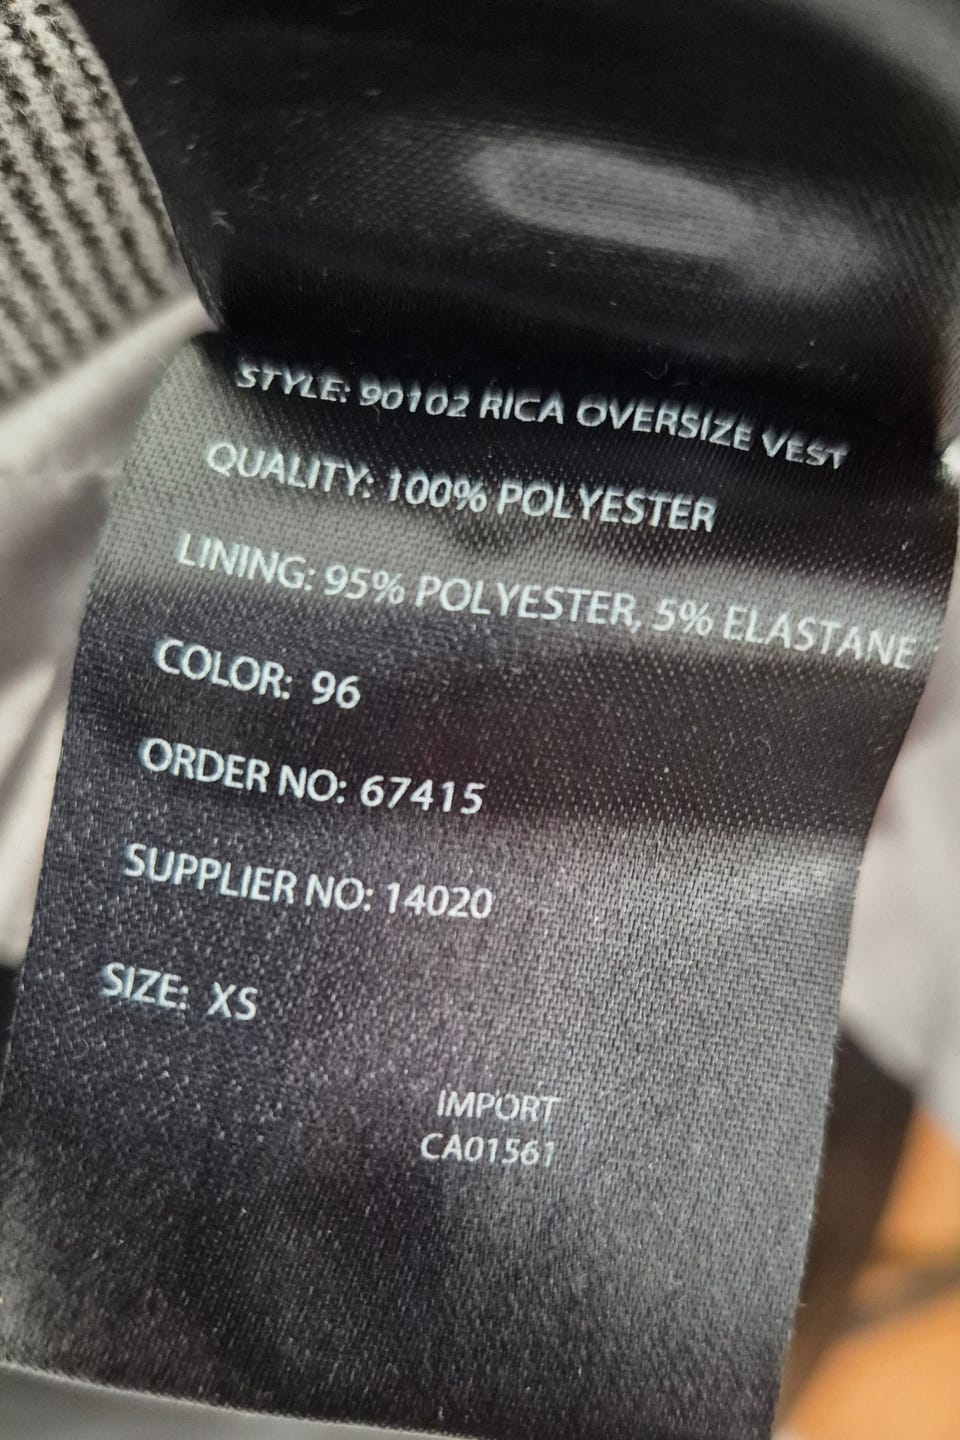 STYLE: 90102 RICA OVERSIZE VEST
QUALITY: 100% POLYESTER
LINING: 95% POLYESTER, 5% ELASTANE
COLOR: 96
ORDER NO: 67415
SUPPLIER NO: 14020
SIZE: XS
IMPORT
CA01561